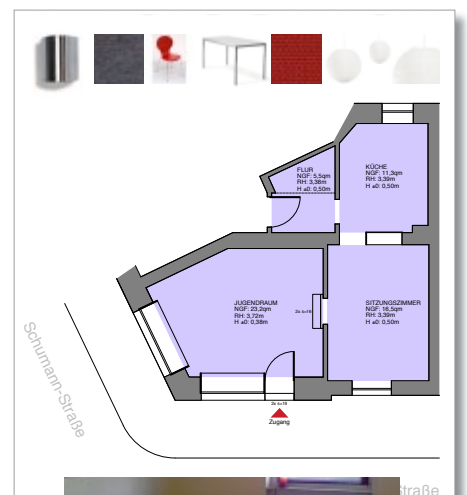 FLUR
NGF: 5,5qm
RH: 3,38m
H ±0: 0,50m
KÜCHE
NGF: 11,3qm
RH: 3,39m
H ±0: 0,50m
JUGENDRAUM
NGF: 23,2qm
RH: 3,72m
H ±0: 0,38m
SITZUNGSZIMMER
NGF: 16,5qm
RH: 3,39m
H ±0: 0,50m
Zugang
Schumann-Straße
Straße